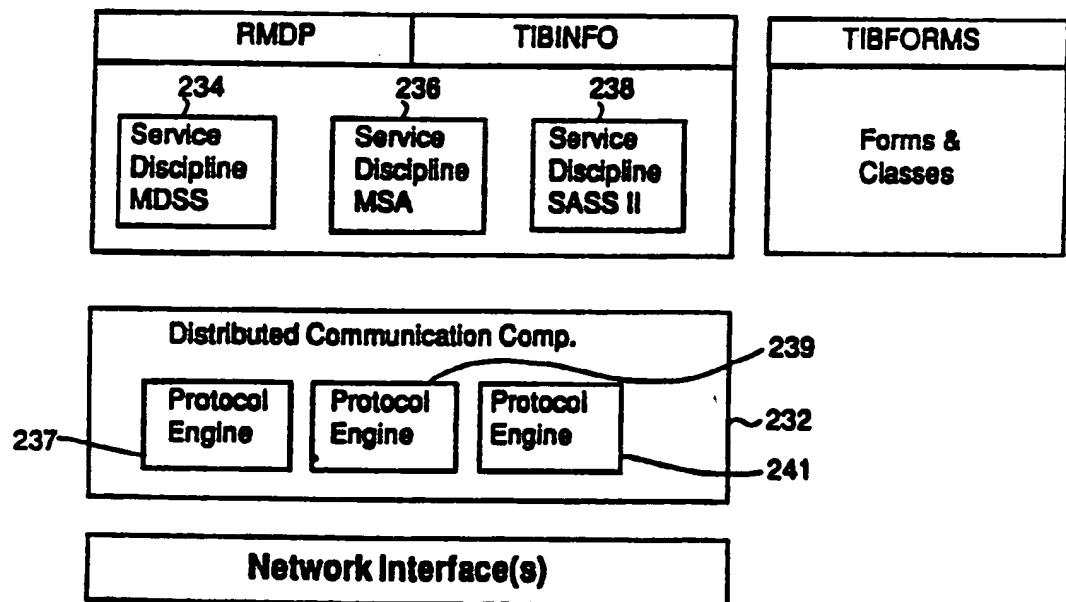 RMDP TIBINFO TIBFORMS
234 236 238
Service Discipline MDSS
Service Discipline MSA
Service Discipline SASS II
Forms & Classes
Distributed Communication Comp.
239
Protocol Engine
Protocol Engine
Protocol Engine
232
237
241
Network Interface(s)